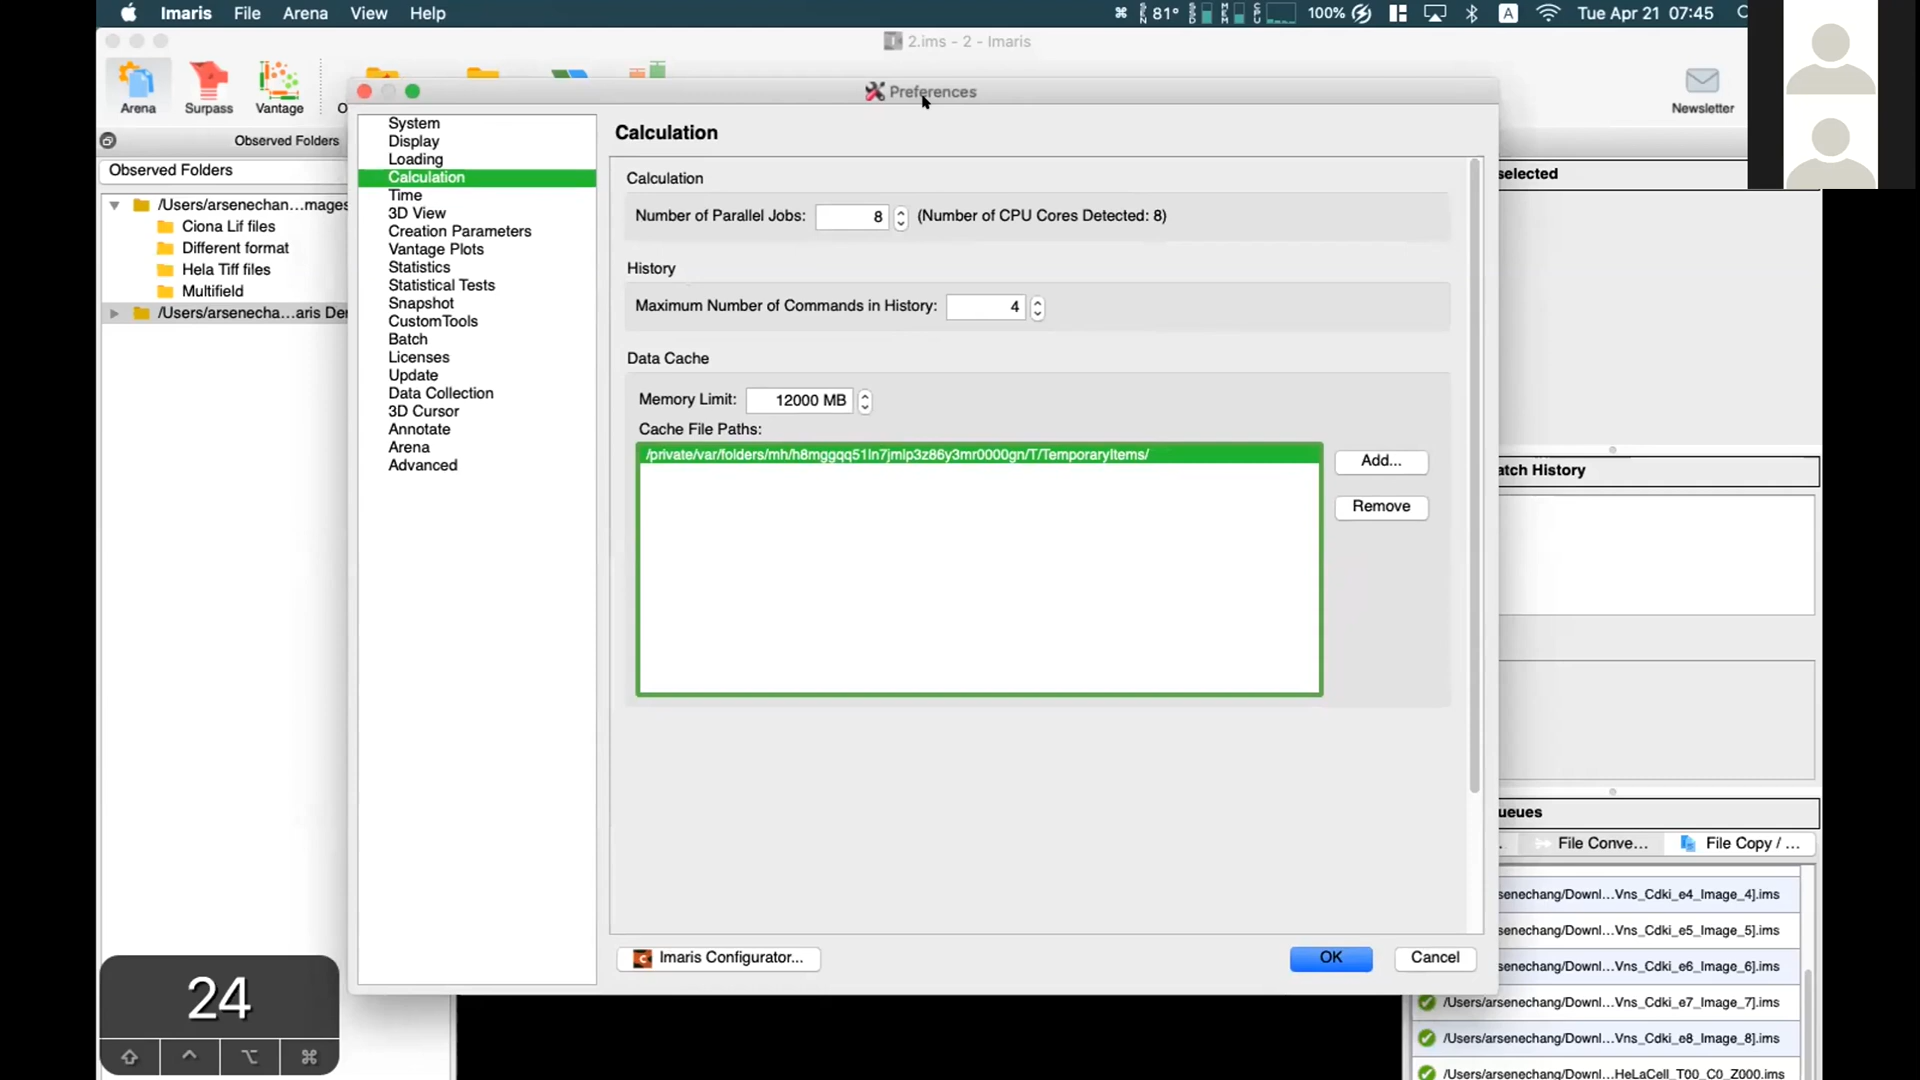 Imaris File Arena View Help
81° 100% A Tue Apr 21 07:45
2.ims - 2 - Imaris
Arena Surpass Vantage O
Newsletter
Preferences
Observed Folders
Observed Folders
/Users/arsenechan...mages
Ciona Lif files
Different format
Hela Tiff files
Multifield
/Users/arsenecha...aris Der
System
Display
Loading
Calculation
Time
3D View
Creation Parameters
Vantage Plots
Statistics
Statistical Tests
Snapshot
CustomTools
Batch
Licenses
Update
Data Collection
3D Cursor
Annotate
Arena
Advanced
Calculation
Calculation
Number of Parallel Jobs: 8 (Number of CPU Cores Detected: 8)
History
Maximum Number of Commands in History: 4
Data Cache
Memory Limit: 12000 MB
Cache File Paths:
Add...
Remove
Imaris Configurator...
OK
Cancel
selected
atch History
ueues
File Conve... File Copy / ...
senechang/Downl...Vns_Cdki_e4_Image_4].ims
senechang/Downl...Vns_Cdki_e5_Image_5].ims
senechang/Downl...Vns_Cdki_e6_Image_6].ims
/Users/arsenechang/Downl...Vns_Cdki_e7_Image_7].ims
/Users/arsenechang/Downl...Vns_Cdki_e8_Image_8].ims
/Users/arsenechang/Downl...HeLaCell_T00_C0_Z000.ims
24